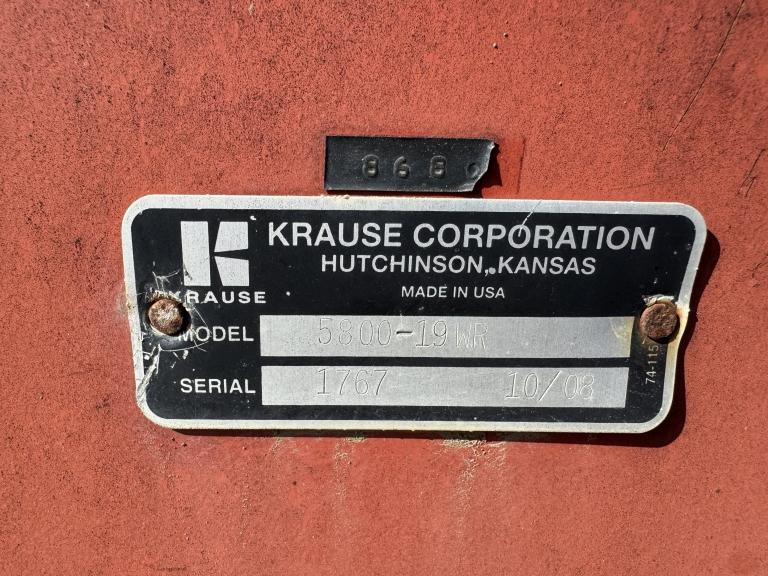 868
KRAUSE CORPORATION
HUTCHINSON, KANSAS
MADE IN USA
KRAUSE
MODEL 5800-19WR
SERIAL 1767 10/08
74-115